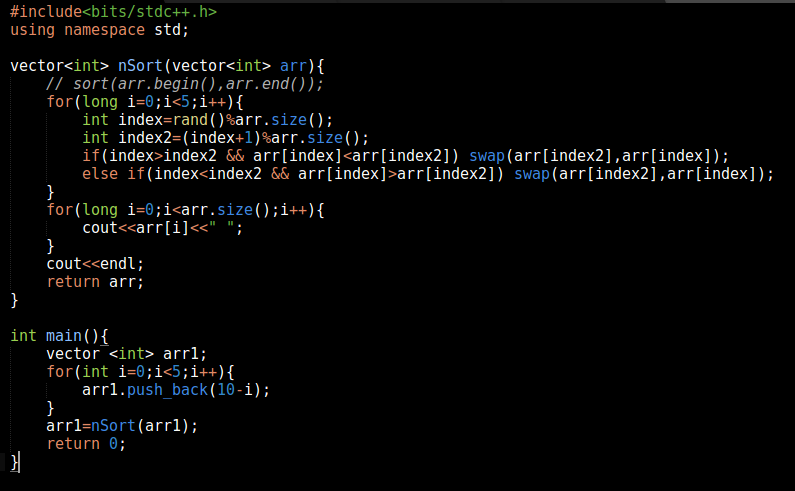 #include<bits/stdc++.h>
using namespace std;

vector<int> nSort(vector<int> arr){
    // sort(arr.begin(),arr.end());
    for(long i=0;i<5;i++){
        int index=rand()%arr.size();
        int index2=(index+1)%arr.size();
        if(index>index2 && arr[index]<arr[index2]) swap(arr[index2],arr[index]);
        else if(index<index2 && arr[index]>arr[index2]) swap(arr[index2],arr[index]);
    }
    for(long i=0;i<arr.size();i++){
        cout<<arr[i]<<" ";
    }
    cout<<endl;
    return arr;
}

int main(){
    vector <int> arr1;
    for(int i=0;i<5;i++){
        arr1.push_back(10-i);
    }
    arr1=nSort(arr1);
    return 0;
}